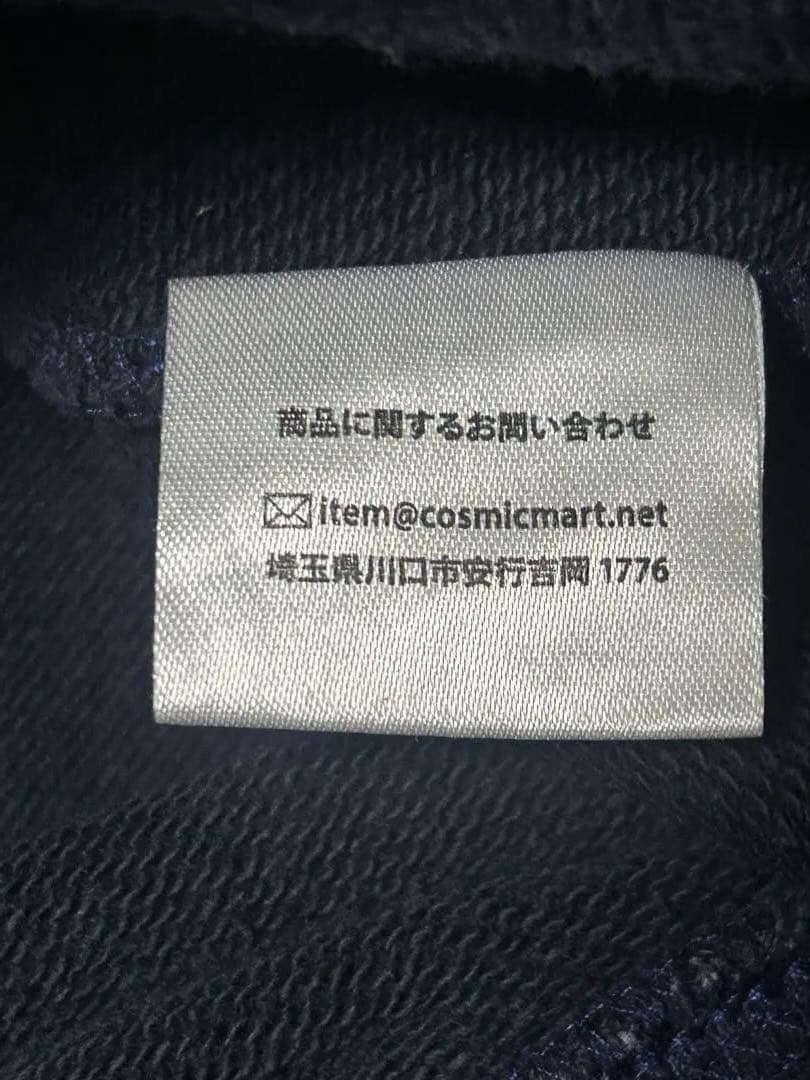 商品に関するお問い合わせ
item@cosmicmart.net
埼玉県川口市安行吉岡 1776